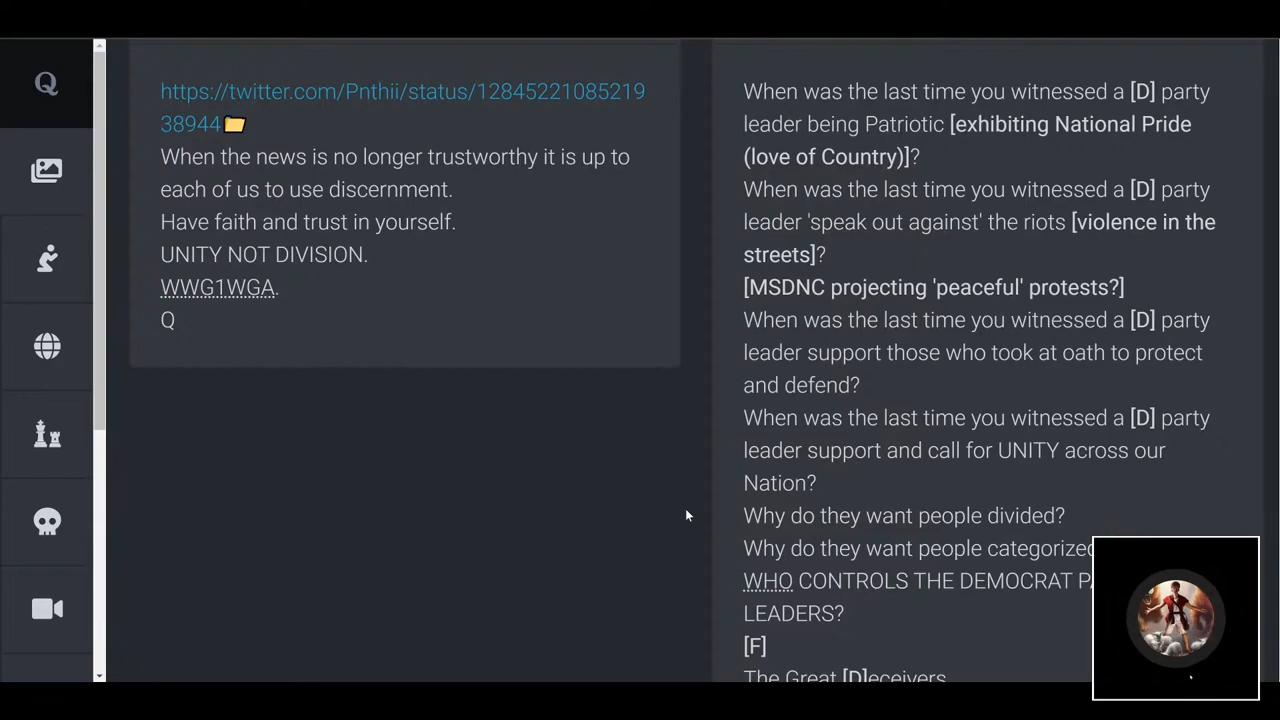 Q
https://twitter.com/Pnthii/status/12845221085219
38944
When the news is no longer trustworthy it is up to
each of us to use discernment.
Have faith and trust in yourself.
UNITY NOT DIVISION.
WWG1WGA.
Q
When was the last time you witnessed a [D] party
leader being Patriotic [exhibiting National Pride
(love of Country)]?
When was the last time you witnessed a [D] party
leader 'speak out against' the riots [violence in the
streets]?
[MSDNC projecting 'peaceful' protests?]
When was the last time you witnessed a [D] party
leader support those who took at oath to protect
and defend?
When was the last time you witnessed a [D] party
leader support and call for UNITY across our
Nation?
Why do they want people divided?
Why do they want people categorized
WHO CONTROLS THE DEMOCRAT
LEADERS?
[F]
The Great [D]eceivers